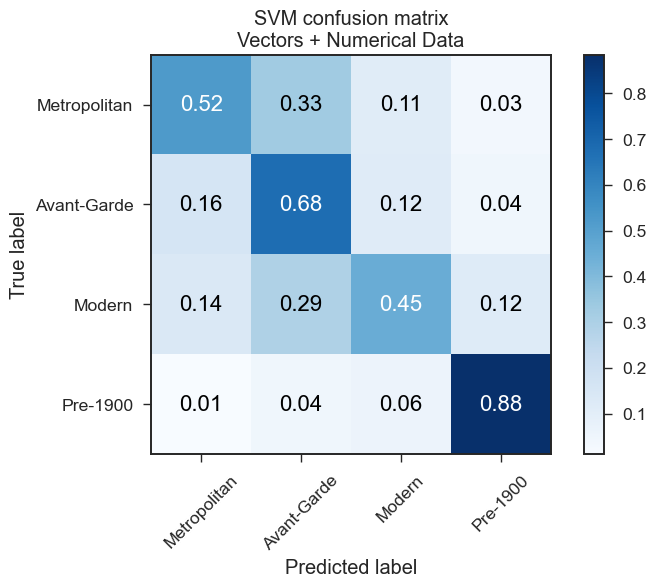 SVM confusion matrix
Vectors + Numerical Data
Metropolitan 0.52 0.33 0.11 0.03
Avant-Garde 0.16 0.68 0.12 0.04
Modern 0.14 0.29 0.45 0.12
Pre-1900 0.01 0.04 0.06 0.88
Metropolitan Avant-Garde Modern Pre-1900
Predicted label
True label
0.8
0.7
0.6
0.5
0.4
0.3
0.2
0.1